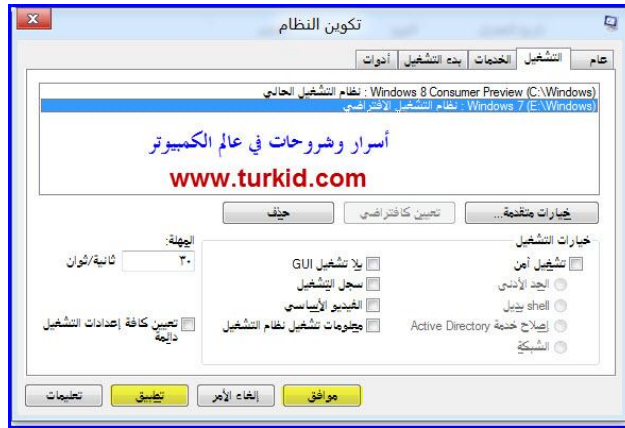 تكوين النظام
عام
التشغيل
الخدمات
بدء التشغيل
أدوات
Windows 8 Consumer Preview (C:\Windows) : نظام التشغيل الحالي
Windows 7 (E:\Windows) : نظام التشغيل الافتراضي
أسرار وشروحات في عالم الكمبيوتر
www.turkid.com
خيارات متقدمة...
تعيين كافتراضي
حذف
خيارات التشغيل
المهلة:
تشغيل آمن
بلا تشغيل GUI
٣٠
ثانية/ثوان
الحد الأدنى
سجل التشغيل
shell بديل
الفيديو الأساسي
إصلاح خدمة Active Directory
معلومات تشغيل نظام التشغيل
تعيين كافة إعدادات التشغيل
دائمة
الشبكة
موافق
إلغاء الأمر
تطبيق
تعليمات